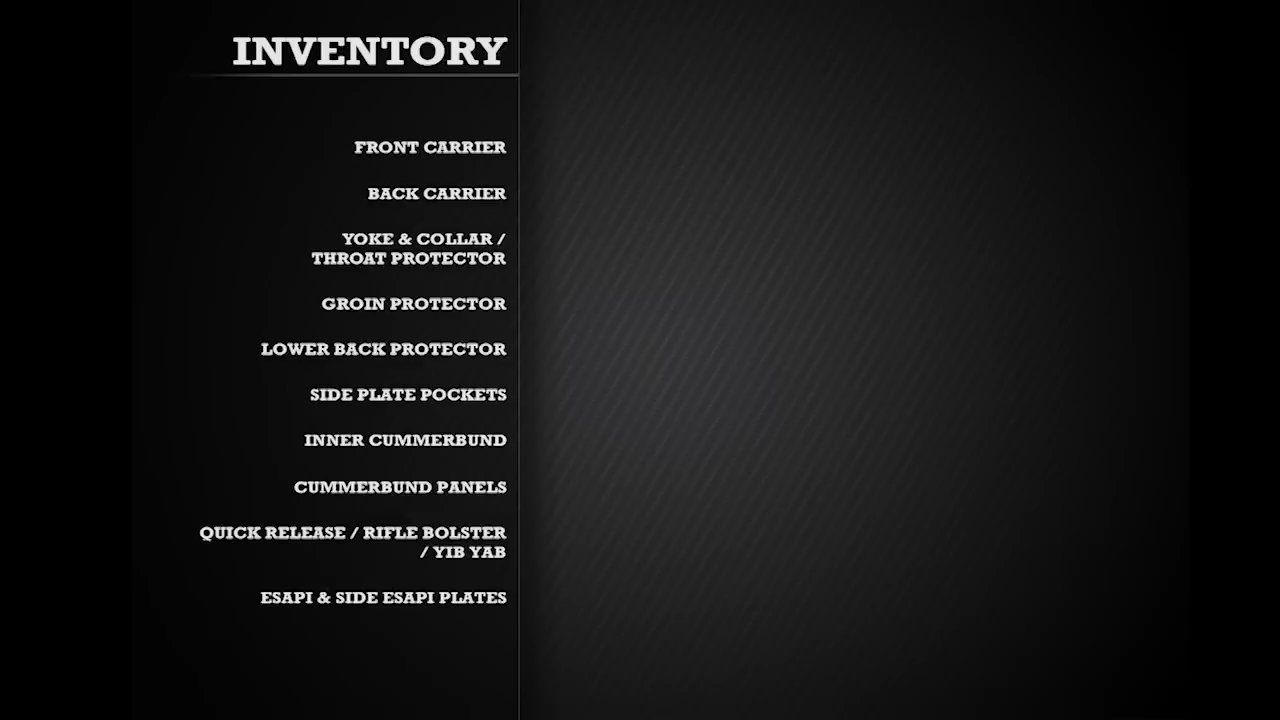 INVENTORY
FRONT CARRIER
BACK CARRIER
YOKE & COLLAR /
THROAT PROTECTOR
GROIN PROTECTOR
LOWER BACK PROTECTOR
SIDE PLATE POCKETS
INNER CUMMERBUND
CUMMERBUND PANELS
QUICK RELEASE / RIFLE BOLSTER
/ YIB YAB
ESAPI & SIDE ESAPI PLATES